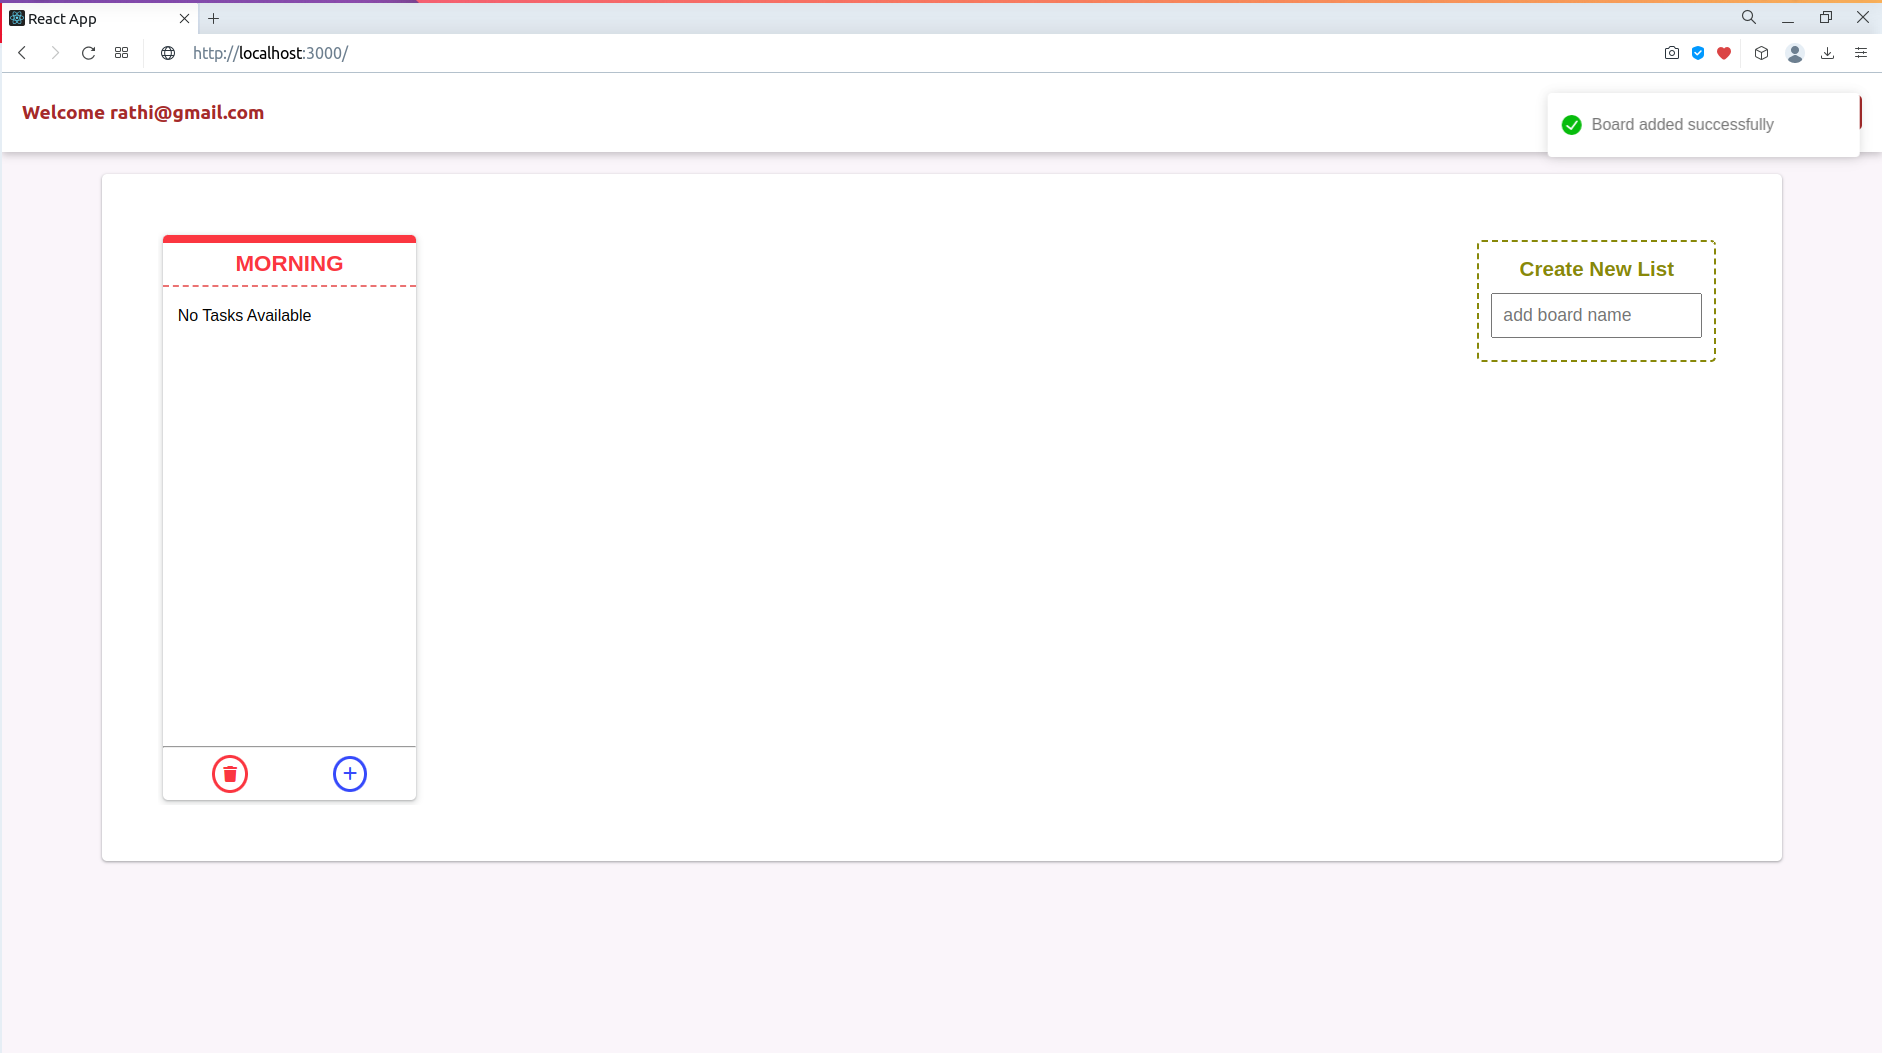 React App
http://localhost:3000/
Welcome rathi@gmail.com
Board added successfully
MORNING
No Tasks Available
Create New List
add board name